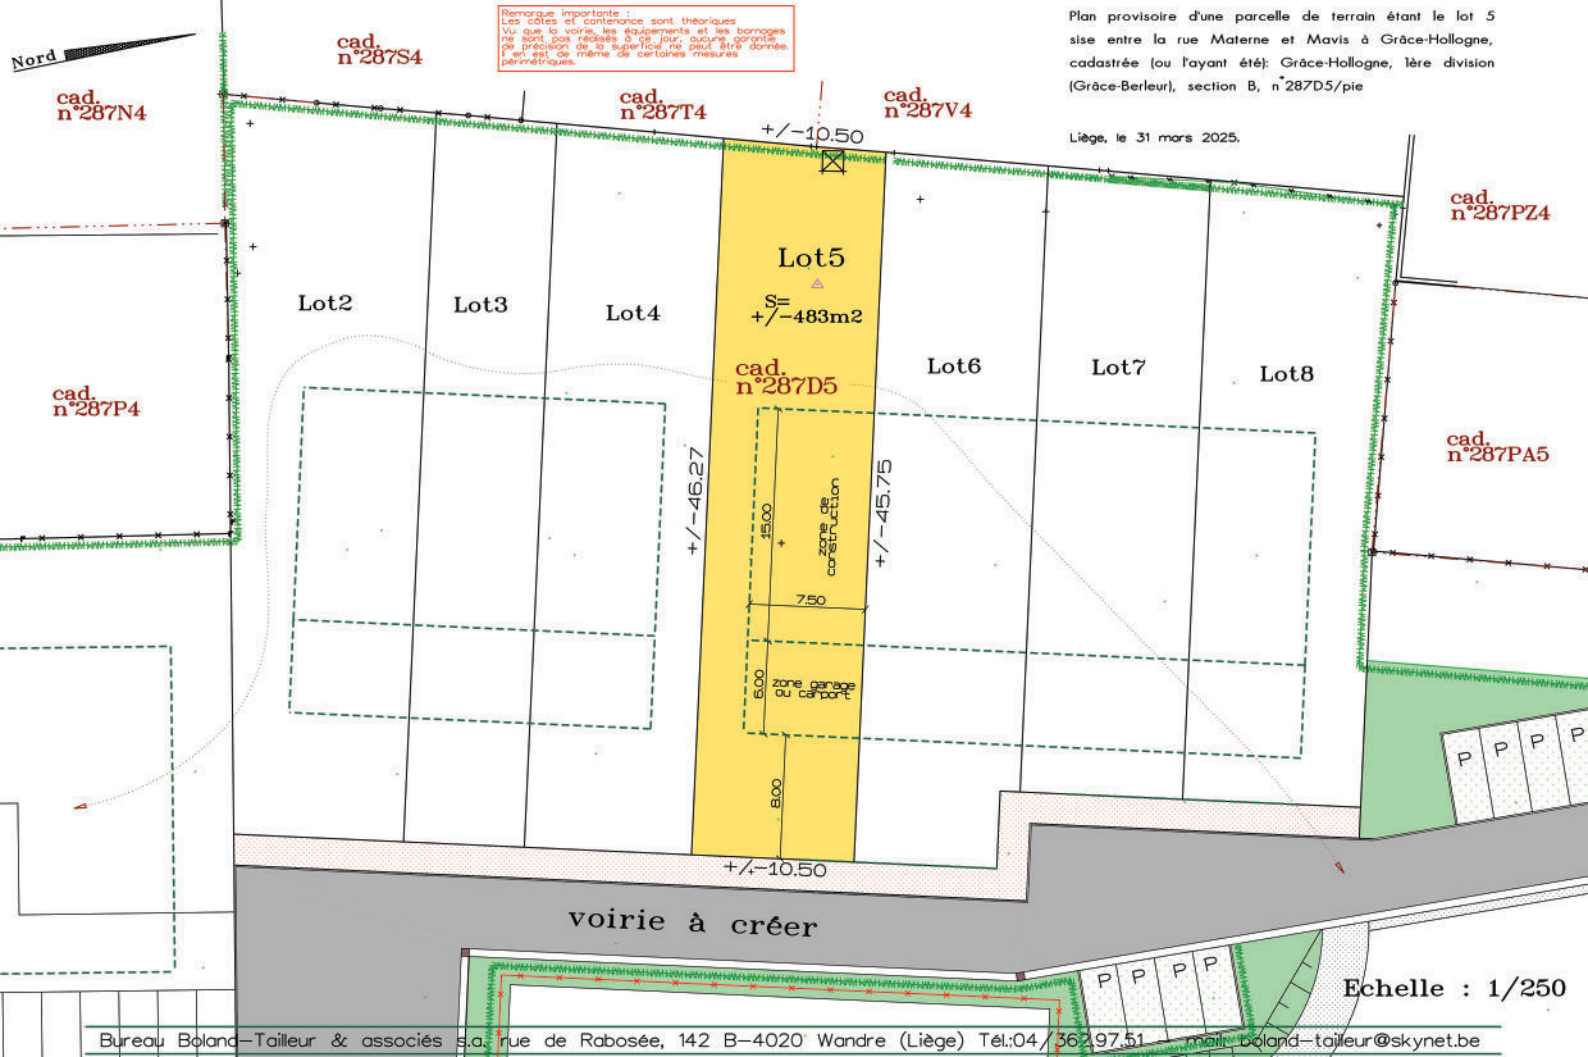 Nord
Remarque importante :
Les côtes et contenance sont théoriques
Vu que la voirie, les équipements et les bornages
ne sont pas réalisés à ce jour, aucune garantie
de précision de la superficie ne peut être donnée.
Il en est de même de certaines mesures
périmétriques.
Plan provisoire d'une parcelle de terrain étant le lot 5
sise entre la rue Materne et Mavis à Grâce-Hollogne,
cadastrée (ou l'ayant été): Grâce-Hollogne, 1ère division
(Grâce-Berleur), section B, n°287D5/pie
Liège, le 31 mars 2025.
cad.
n°287S4
cad.
n°287N4
cad.
n°287T4
cad.
n°287V4
+/-10.50
cad.
n°287PZ4
Lot5
S=
+/-483m2
Lot2
Lot3
Lot4
cad.
n°287D5
Lot6
Lot7
Lot8
cad.
n°287P4
cad.
n°287PA5
+/-46.27
+/-45.75
15.00
zone de
construction
7.50
6.00
zone garage
ou carport
8.00
P P P P
+/-10.50
voirie à créer
P P P P
Echelle : 1/250
Bureau Boland-Tailleur & associés s.a. rue de Rabosée, 142 B-4020 Wandre (Liège) Tél.:04/362.97.51 mail: boland-tailleur@skynet.be